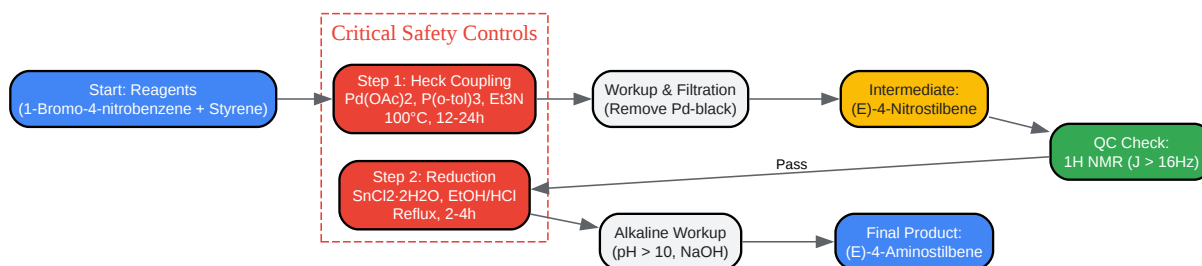 Critical Safety Controls
Start: Reagents
(1-Bromo-4-nitrobenzene + Styrene)
Step 1: Heck Coupling
Pd(OAc)2, P(o-tol)3, Et3N
100°C, 12-24h
Workup & Filtration
(Remove Pd-black)
Intermediate:
(E)-4-Nitrostilbene
QC Check:
1H NMR (J > 16Hz)
Pass
Step 2: Reduction
SnCl2·2H2O, EtOH/HCl
Reflux, 2-4h
Alkaline Workup
(pH > 10, NaOH)
Final Product:
(E)-4-Aminostilbene